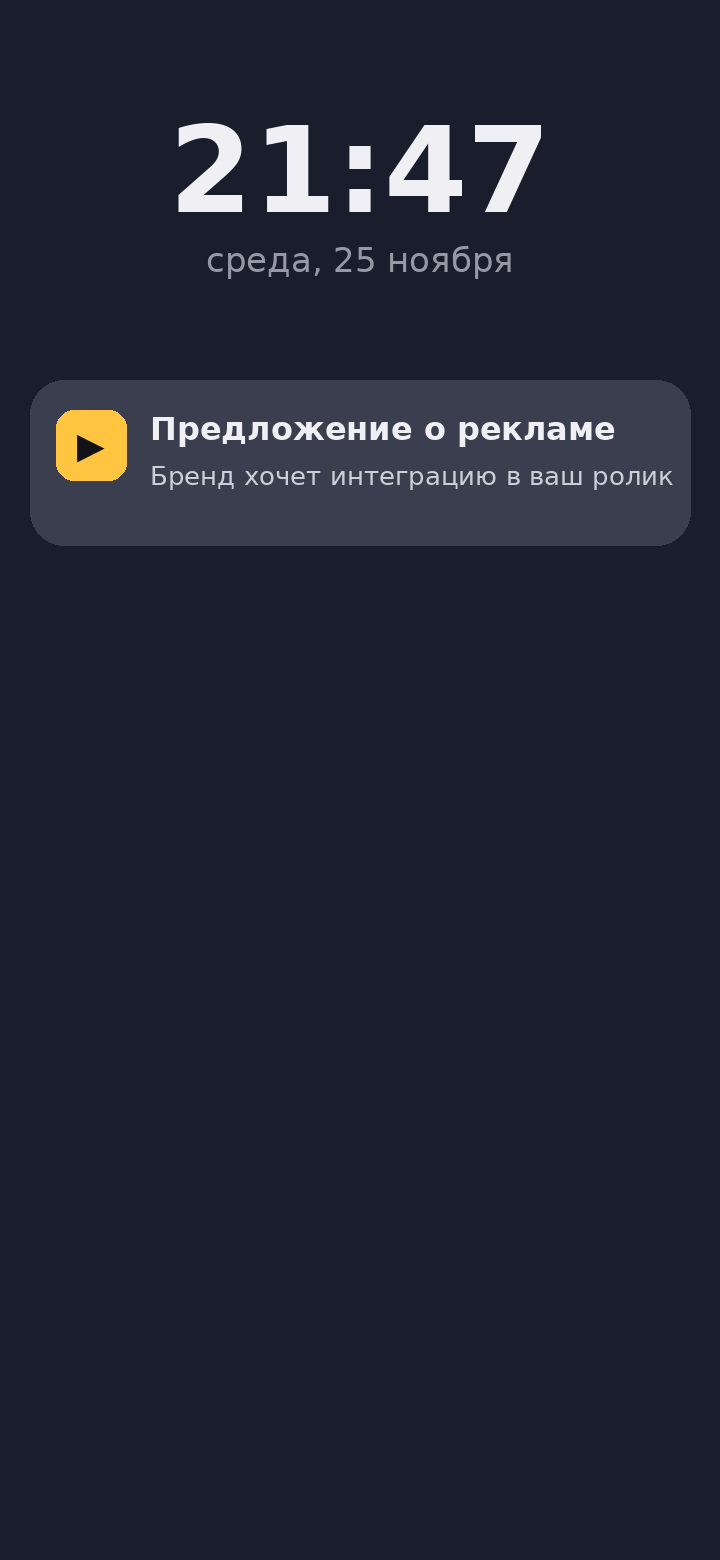 21:47
среда, 25 ноября
Предложение о рекламе
Бренд хочет интеграцию в ваш ролик